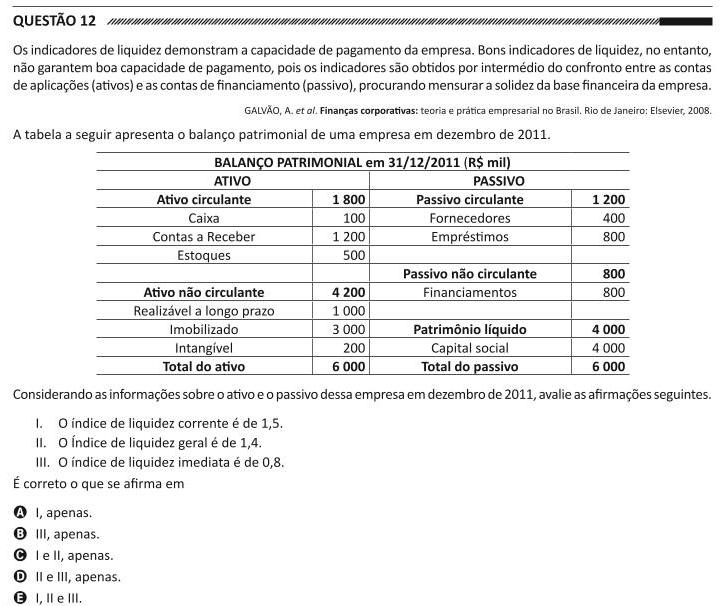 QUESTÃO 12
Os indicadores de liquidez demonstram a capacidade de pagamento da empresa. Bons indicadores de liquidez, no entanto,
não garantem boa capacidade de pagamento, pois os indicadores são obtidos por intermédio do confronto entre as contas
de aplicações (ativos) e as contas de financiamento (passivo), procurando mensurar a solidez da base financeira da empresa.
GALVÃO, A. et al. Finanças corporativas: teoria e prática empresarial no Brasil. Rio de Janeiro: Elsevier, 2008.
A tabela a seguir apresenta o balanço patrimonial de uma empresa em dezembro de 2011.
BALANÇO PATRIMONIAL em 31/12/2011 (R$ mil)
ATIVO PASSIVO
Ativo circulante 1 800 Passivo circulante 1 200
Caixa 100 Fornecedores 400
Contas a Receber 1 200 Empréstimos 800
Estoques 500
Passivo não circulante 800
Ativo não circulante 4 200 Financiamentos 800
Realizável a longo prazo 1 000
Imobilizado 3 000 Patrimônio líquido 4 000
Intangível 200 Capital social 4 000
Total do ativo 6 000 Total do passivo 6 000
Considerando as informações sobre o ativo e o passivo dessa empresa em dezembro de 2011, avalie as afirmações seguintes.
I. O índice de liquidez corrente é de 1,5.
II. O Índice de liquidez geral é de 1,4.
III. O índice de liquidez imediata é de 0,8.
É correto o que se afirma em
A I, apenas.
B III, apenas.
C I e II, apenas.
D II e III, apenas.
E I, II e III.